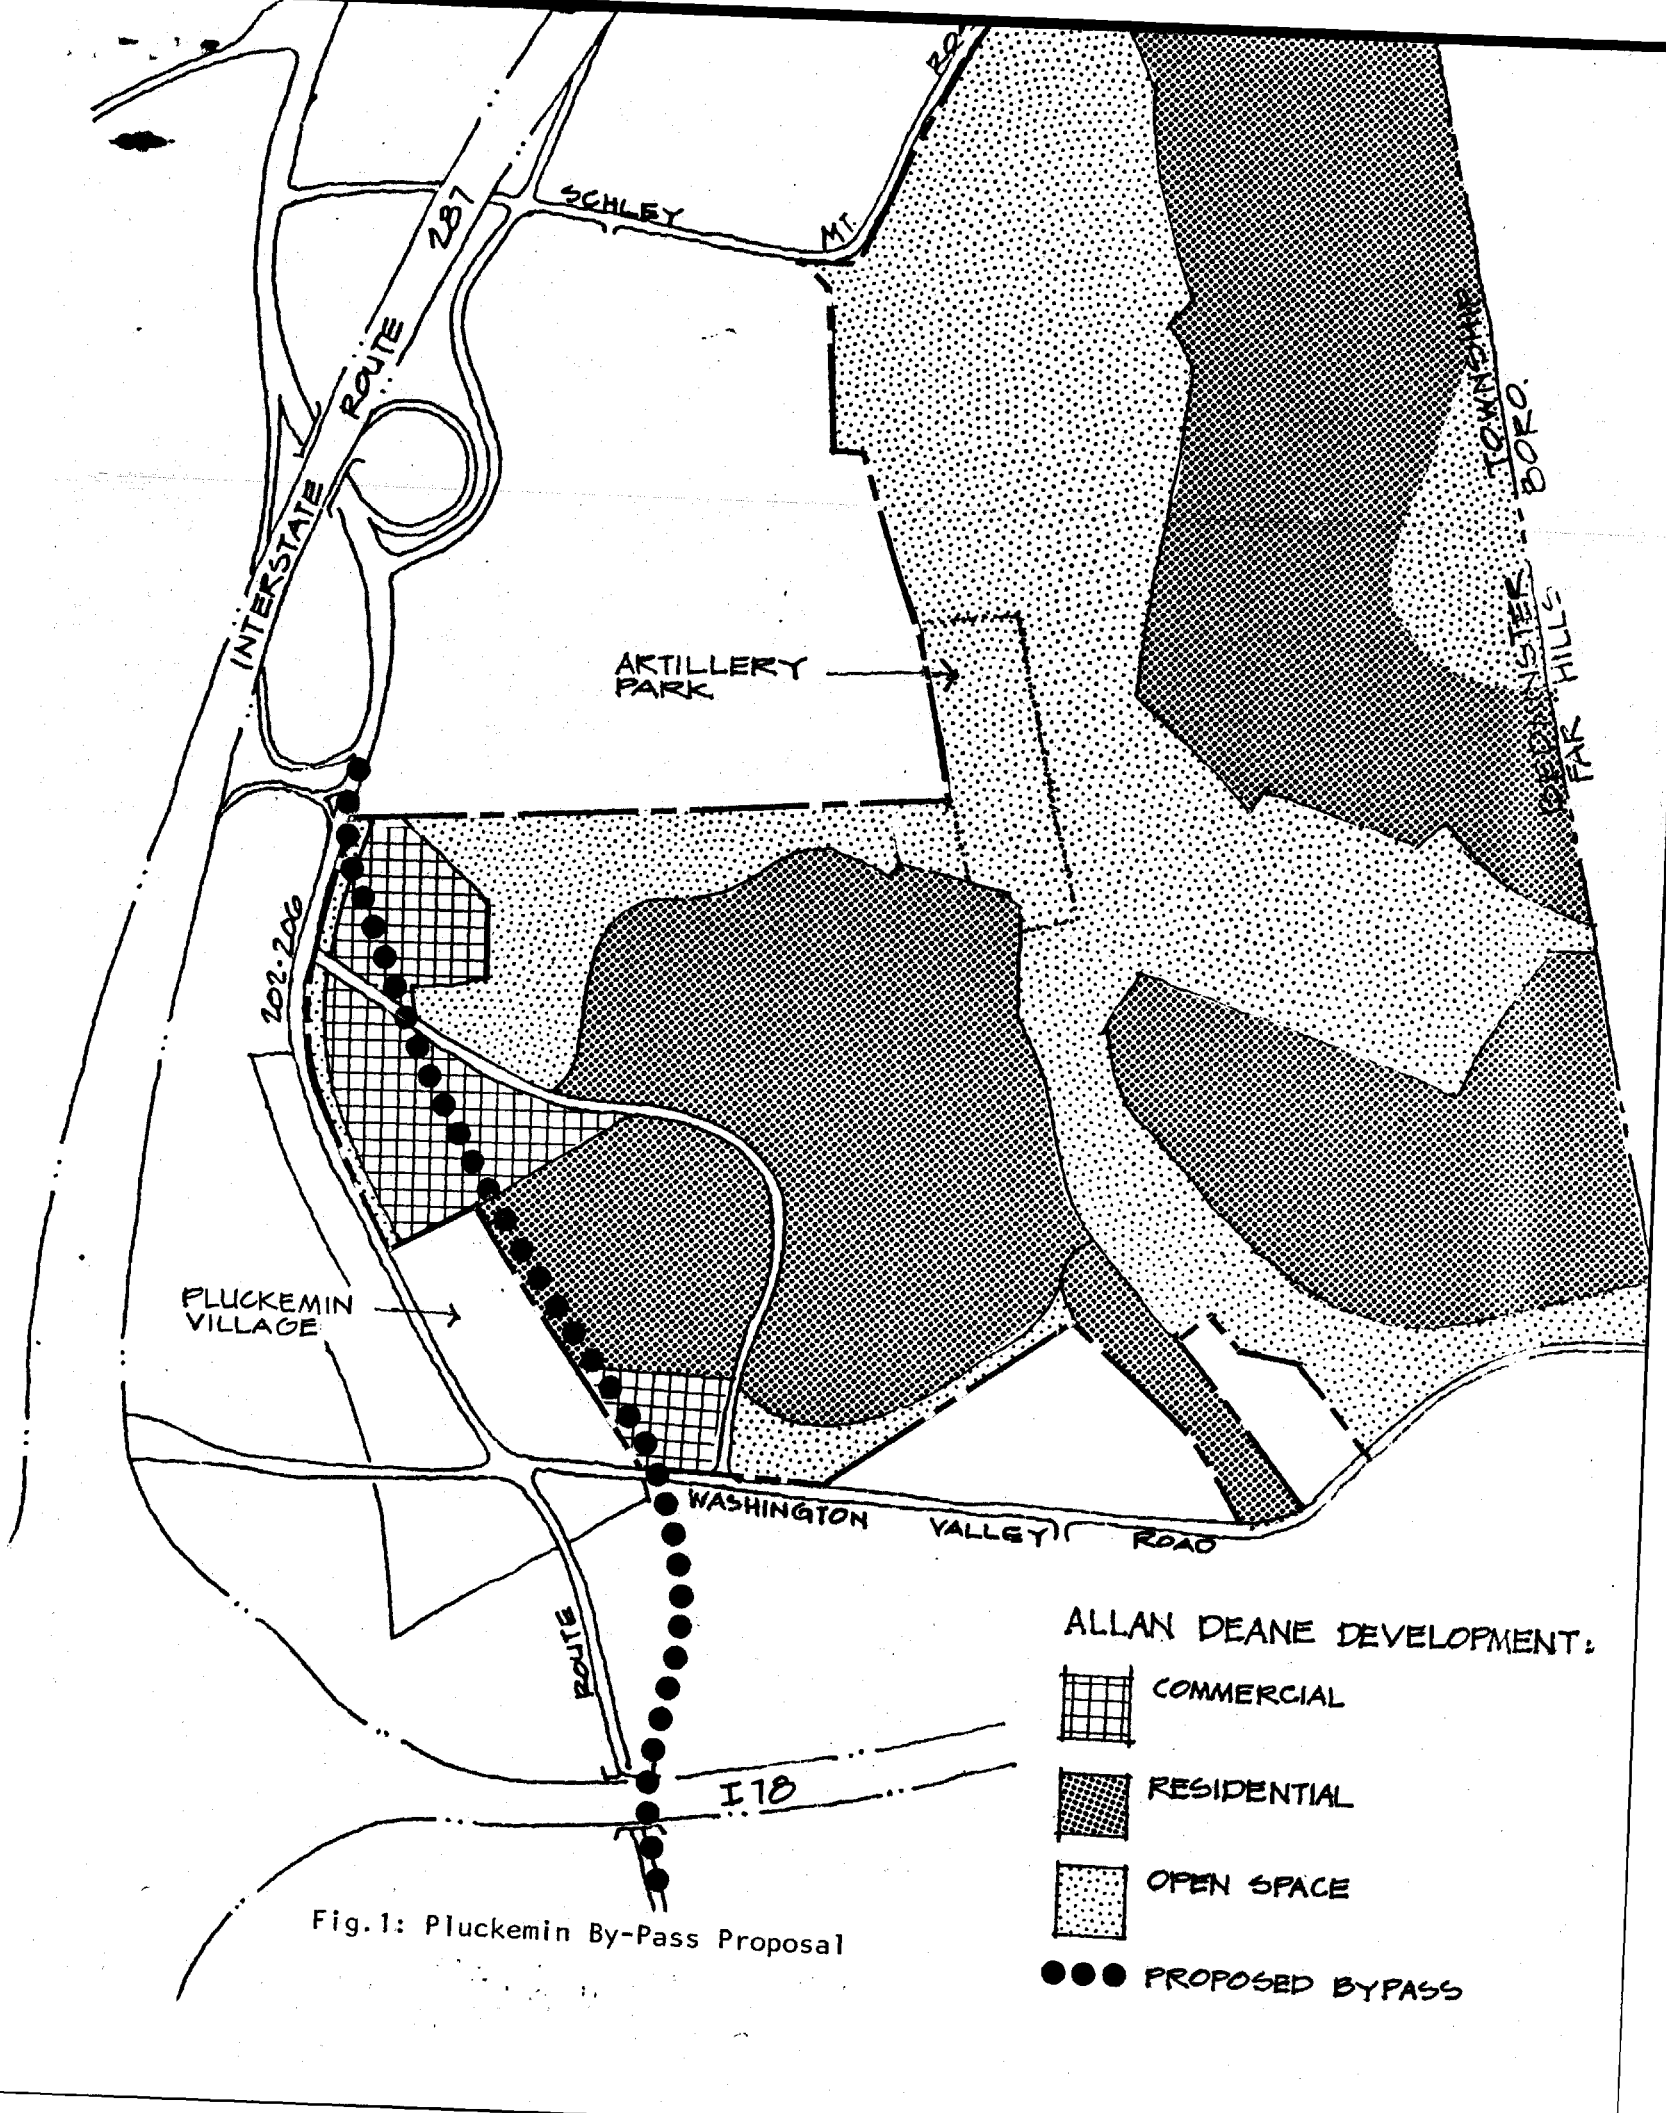 RD.
SCHLEY
MT.
INTERSTATE ROUTE 287
TOWNSHIP
BORO.
BEDMINSTER
FAR HILLS
ARTILLERY
PARK
202·206
PLUCKEMIN
VILLAGE
WASHINGTON VALLEY ROAD
ROUTE
I78
ALLAN DEANE DEVELOPMENT:
COMMERCIAL
RESIDENTIAL
OPEN SPACE
PROPOSED BYPASS
Fig.1: Pluckemin By-Pass Proposal